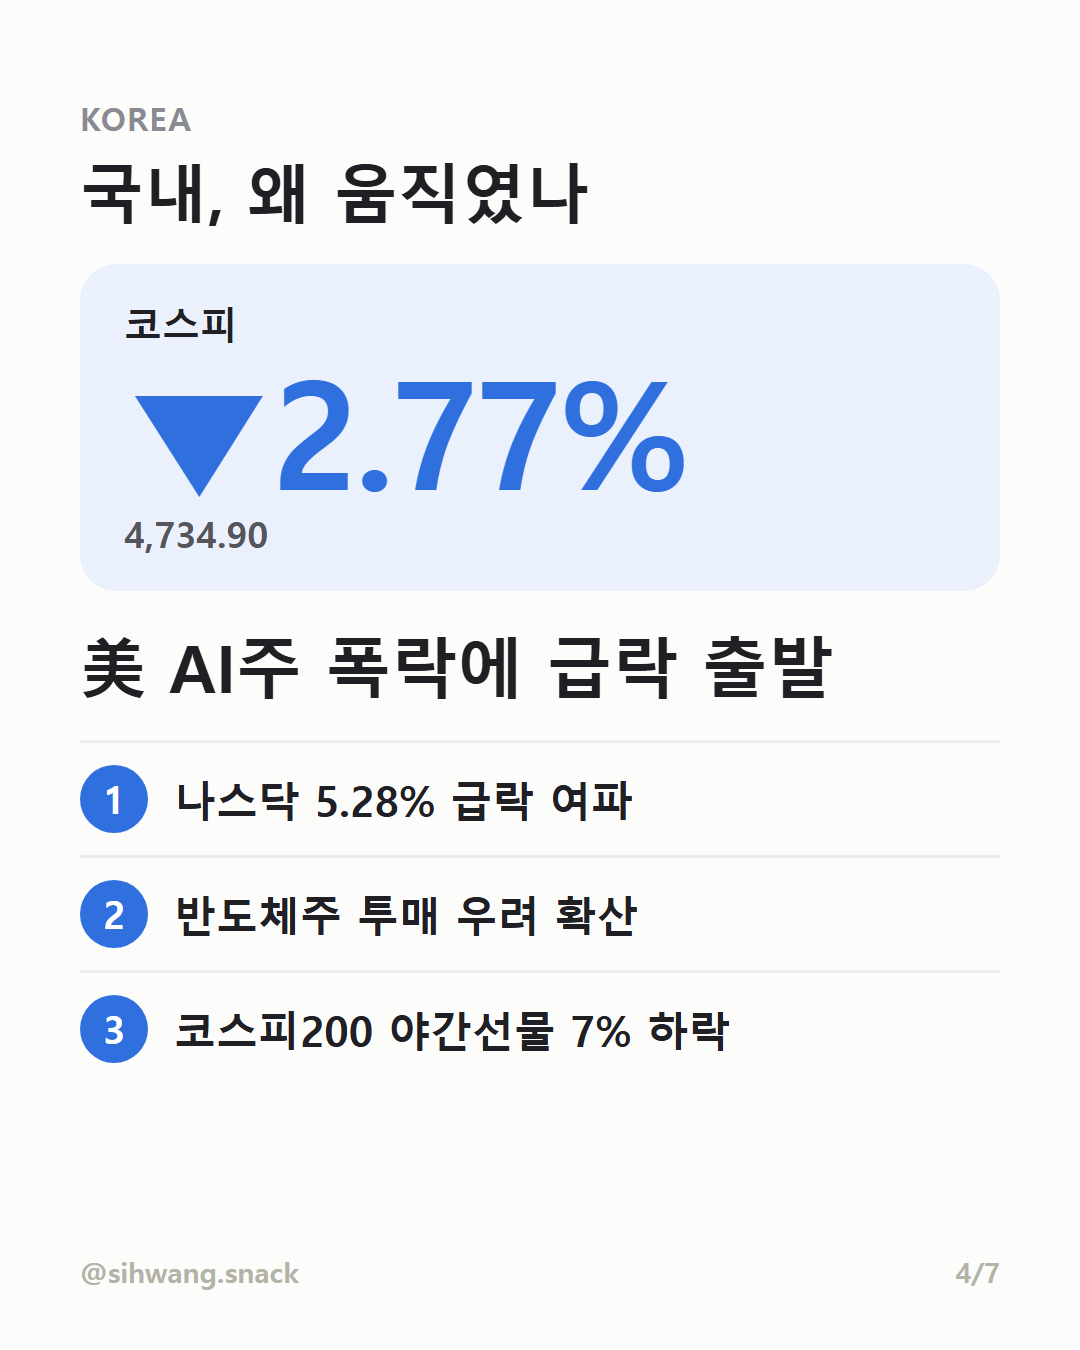 KOREA
국내, 왜 움직였나
코스피
▼2.77%
4,734.90
美 AI주 폭락에 급락 출발
1 나스닥 5.28% 급락 여파
2 반도체주 투매 우려 확산
3 코스피200 야간선물 7% 하락
@sihwang.snack
4/7